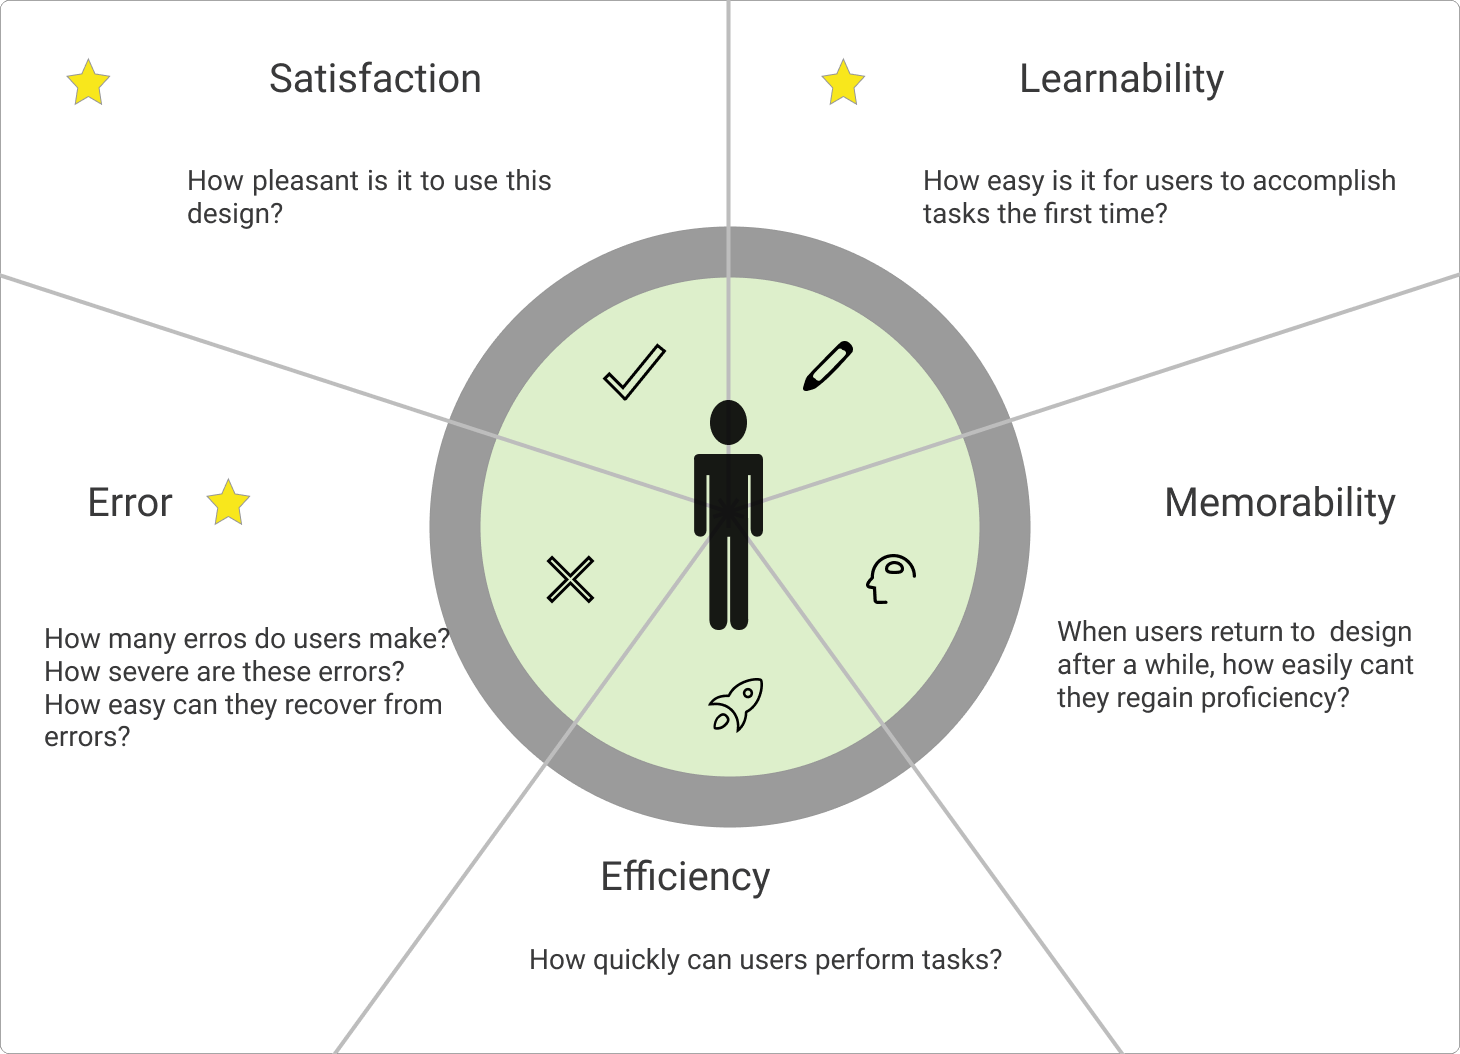 Satisfaction
How pleasant is it to use this
design?
Learnability
How easy is it for users to accomplish
tasks the first time?
Error
How many erros do users make?
How severe are these errors?
How easy can they recover from
errors?
Memorability
When users return to  design
after a while, how easily cant
they regain proficiency?
Efficiency
How quickly can users perform tasks?